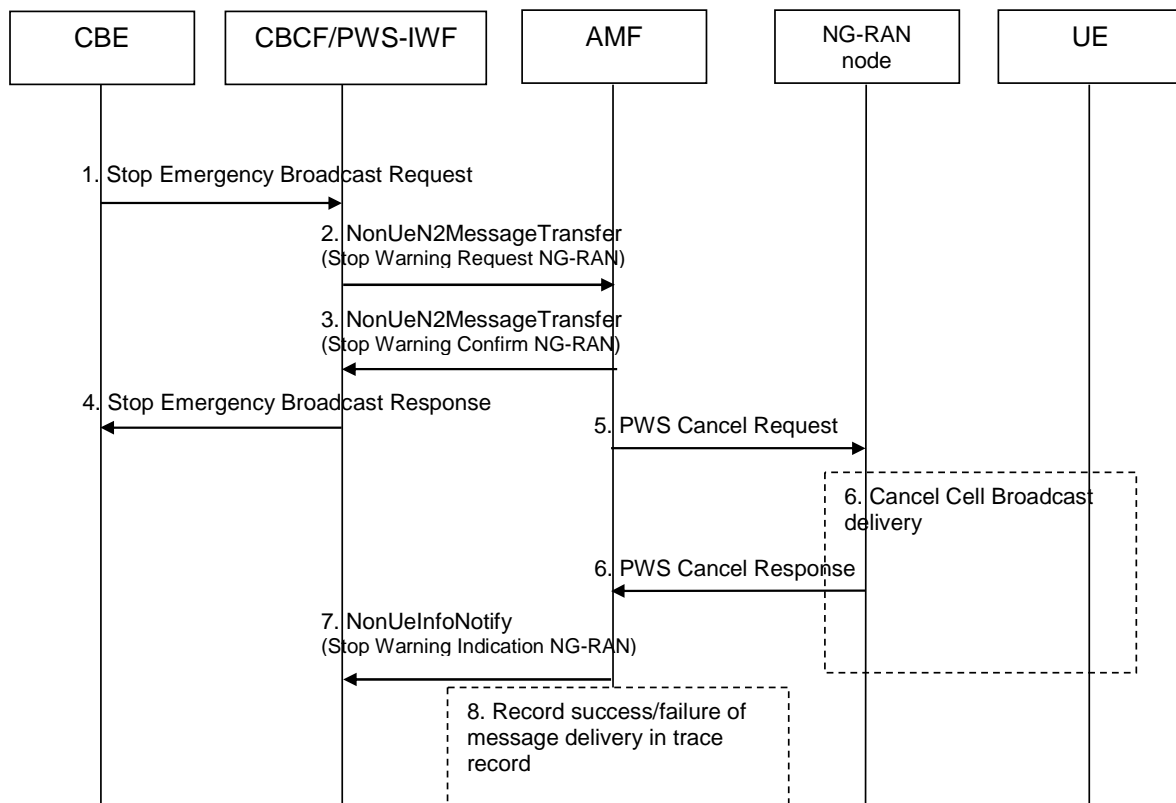 CBE
CBCF/PWS-IWF
AMF
NG-RAN
node
UE
1. Stop Emergency Broadcast Request
2. NonUeN2MessageTransfer
(Stop Warning Request NG-RAN)
3. NonUeN2MessageTransfer
(Stop Warning Confirm NG-RAN)
4. Stop Emergency Broadcast Response
5. PWS Cancel Request
6. Cancel Cell Broadcast
delivery
6. PWS Cancel Response
7. NonUeInfoNotify
(Stop Warning Indication NG-RAN)
8. Record success/failure of
message delivery in trace
record